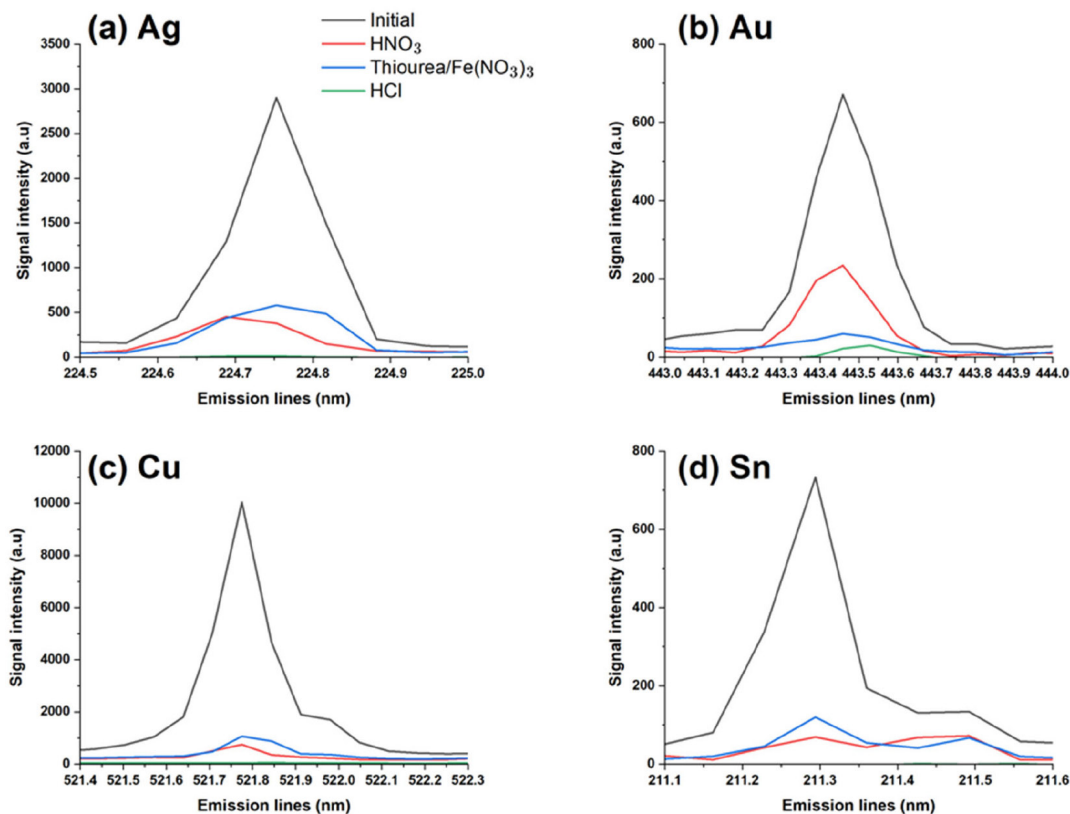 (a) Ag
Initial
HNO3
Thiourea/Fe(NO3)3
HCl
3500
3000
2500
2000
1500
1000
500
0
Signal intensity (a.u)
224.5 224.6 224.7 224.8 224.9 225.0
Emission lines (nm)
(b) Au
800
600
400
200
0
Signal intensity (a.u)
443.0 443.1 443.2 443.3 443.4 443.5 443.6 443.7 443.8 443.9 444.0
Emission lines (nm)
(c) Cu
12000
10000
8000
6000
4000
2000
0
Signal intensity (a.u)
521.4 521.5 521.6 521.7 521.8 521.9 522.0 522.1 522.2 522.3
Emission lines (nm)
(d) Sn
800
600
400
200
0
Signal intensity (a.u)
211.1 211.2 211.3 211.4 211.5 211.6
Emission lines (nm)